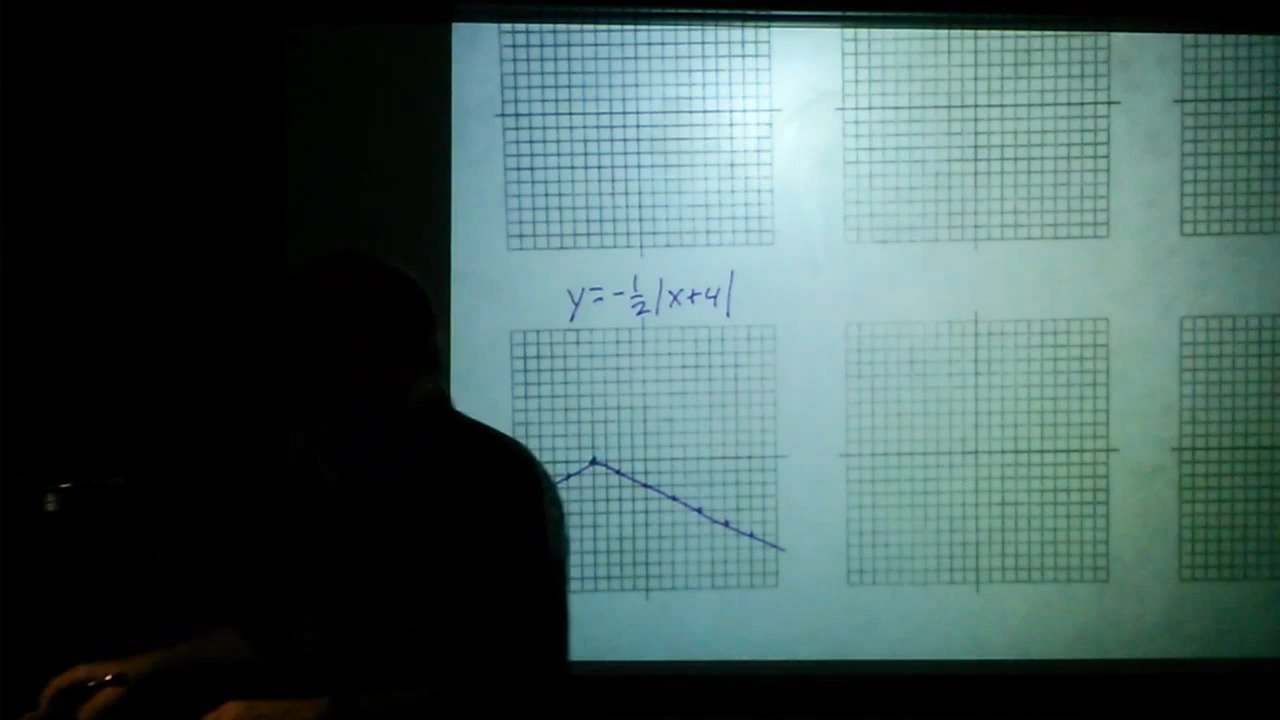 y = -1/2|x+4|